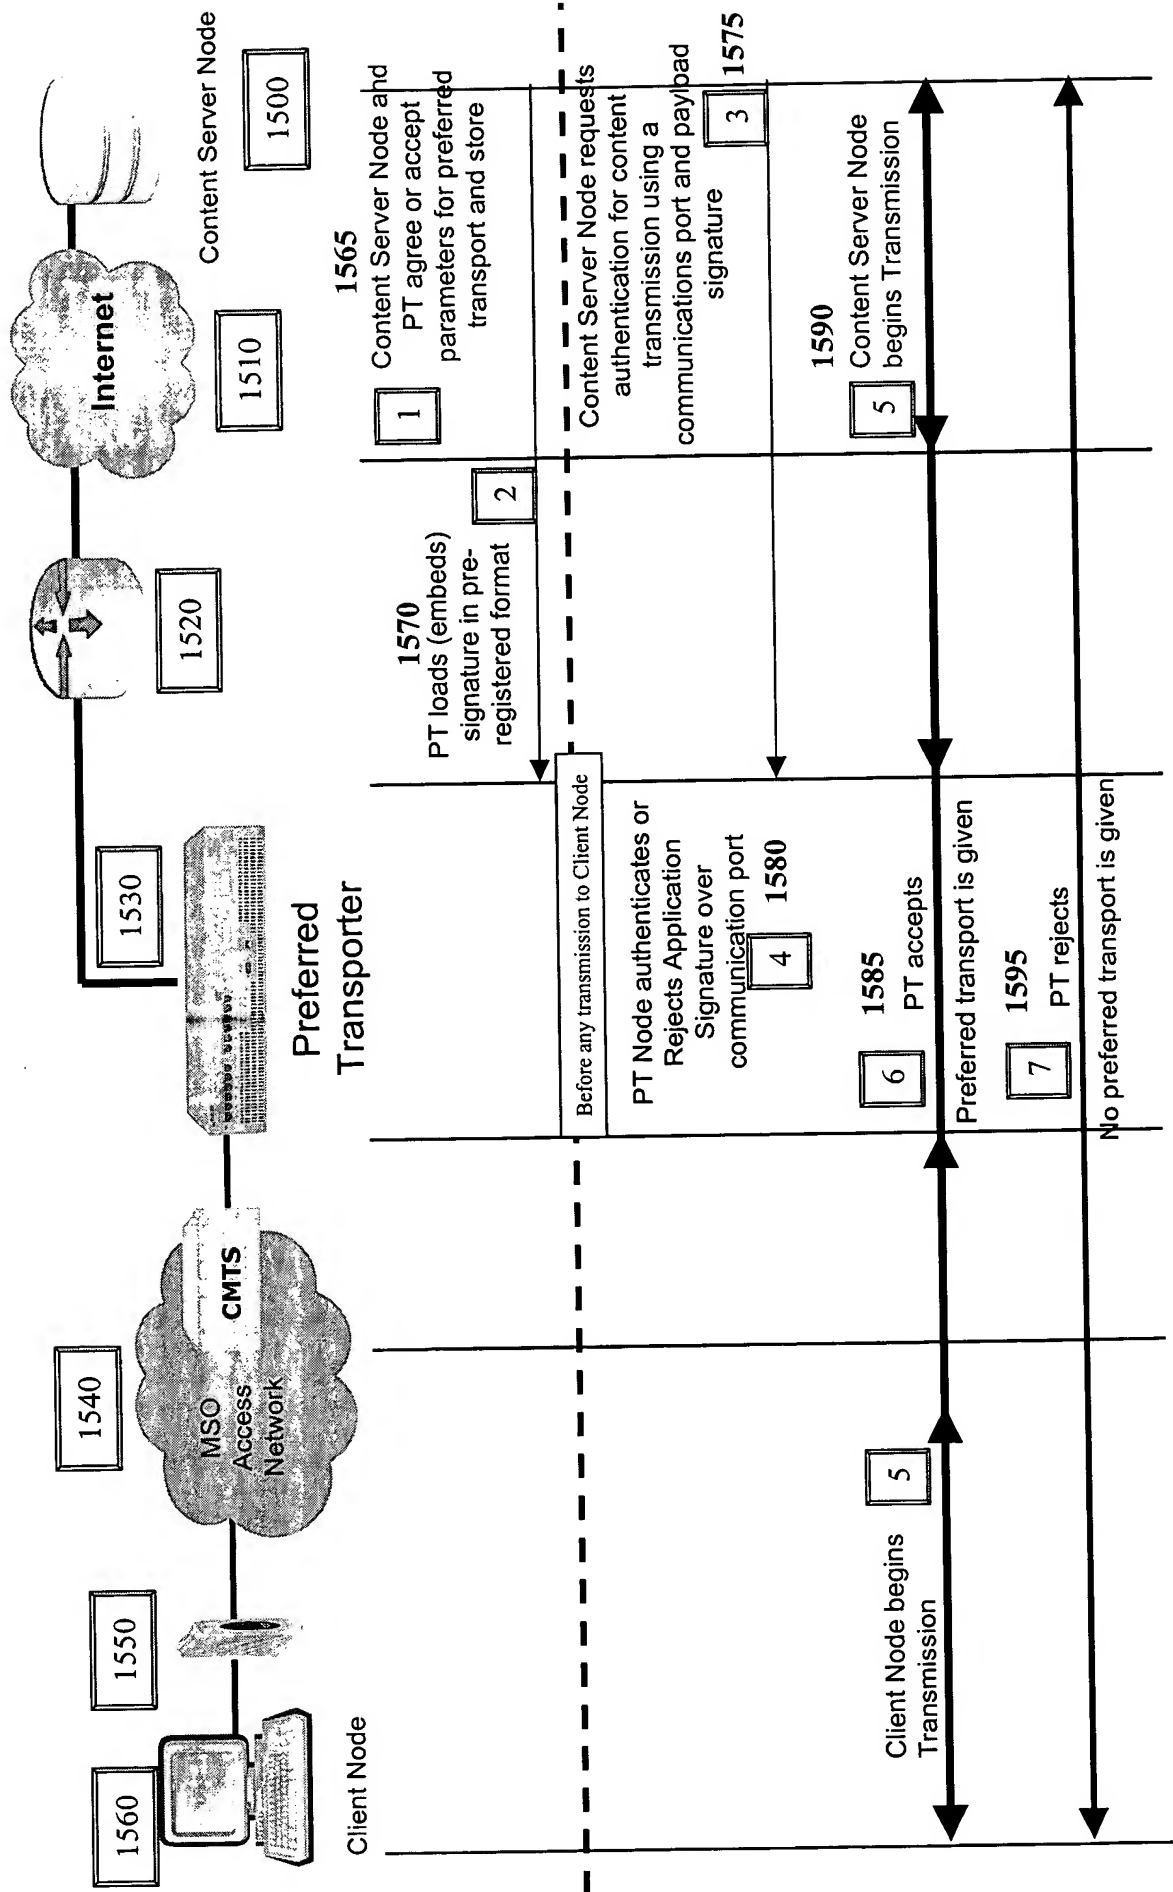 1560
1550
1540
1530
1520
1510
1500
Internet
CMTS
MSO
Access
Network
Client Node
Preferred
Transporter
Content Server Node
1565
1
Content Server Node and
PT agree or accept
parameters for preferred
transport and store
1570
PT loads (embeds)
signature in pre-
registered format
2
Before any transmission to Client Node
Content Server Node requests
authentication for content
transmission using a
communications port and payload
signature
3
1575
PT Node authenticates or
Rejects Application
Signature over
communication port
4
1580
Client Node begins
Transmission
5
6
1585
PT accepts
Preferred transport is given
1590
5
Content Server Node
begins Transmission
7
1595
PT rejects
No preferred transport is given